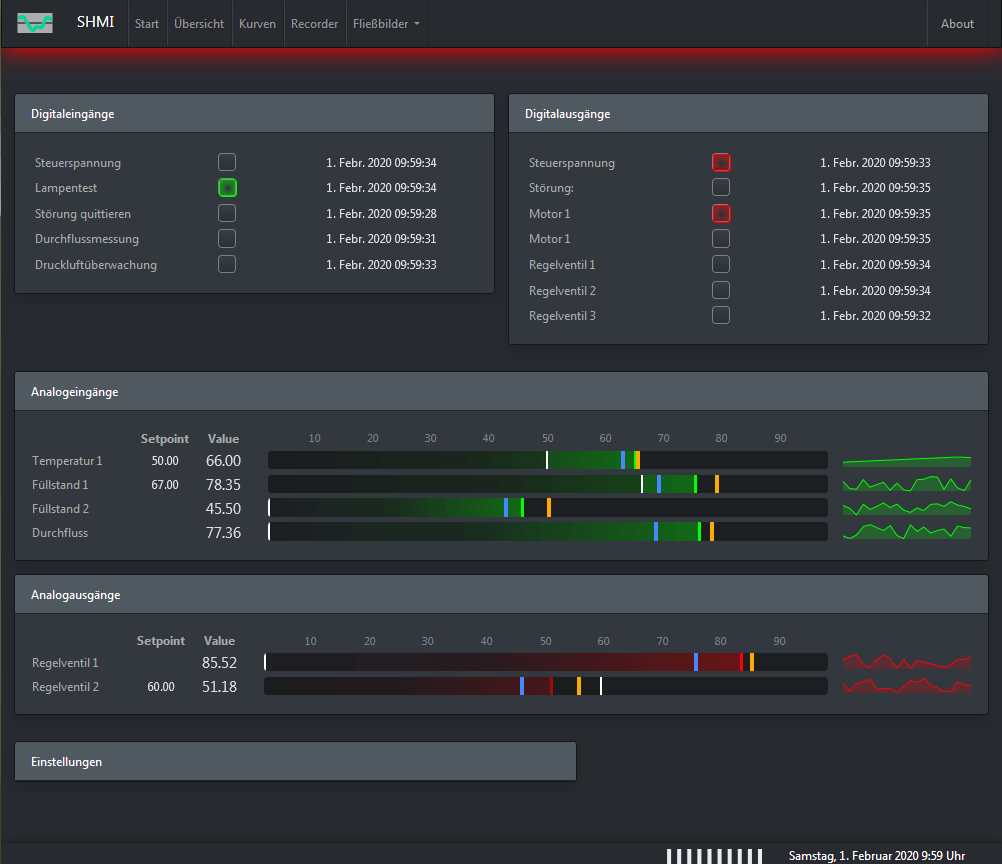 SHMI Start Übersicht Kurven Recorder Fließbilder About
Digitaleingänge
Steuerspannung 1. Febr. 2020 09:59:34
Lampentest 1. Febr. 2020 09:59:34
Störung quittieren 1. Febr. 2020 09:59:28
Durchflussmessung 1. Febr. 2020 09:59:31
Druckluftüberwachung 1. Febr. 2020 09:59:33
Digitalausgänge
Steuerspannung 1. Febr. 2020 09:59:33
Störung: 1. Febr. 2020 09:59:35
Motor 1 1. Febr. 2020 09:59:35
Motor 1 1. Febr. 2020 09:59:35
Regelventil 1 1. Febr. 2020 09:59:34
Regelventil 2 1. Febr. 2020 09:59:34
Regelventil 3 1. Febr. 2020 09:59:32
Analogeingänge
Setpoint Value 10 20 30 40 50 60 70 80 90
Temperatur 1 50.00 66.00
Füllstand 1 67.00 78.35
Füllstand 2 45.50
Durchfluss 77.36
Analogausgänge
Setpoint Value 10 20 30 40 50 60 70 80 90
Regelventil 1 85.52
Regelventil 2 60.00 51.18
Einstellungen
Samstag, 1. Februar 2020 9:59 Uhr